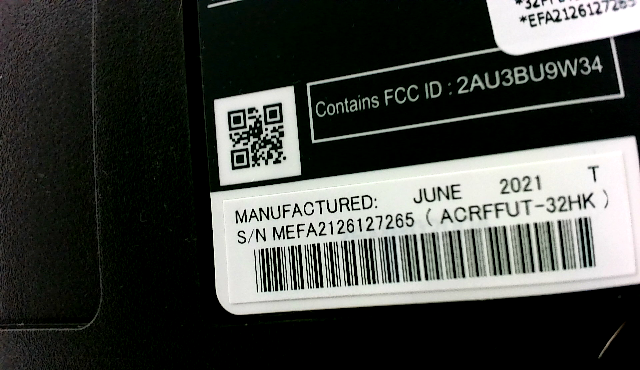 *EFA2126127265
Contains FCC ID : 2AU3BU9W34
MANUFACTURED: JUNE 2021 T
S/N MEFA2126127265 ( ACRFFUT-32HK )